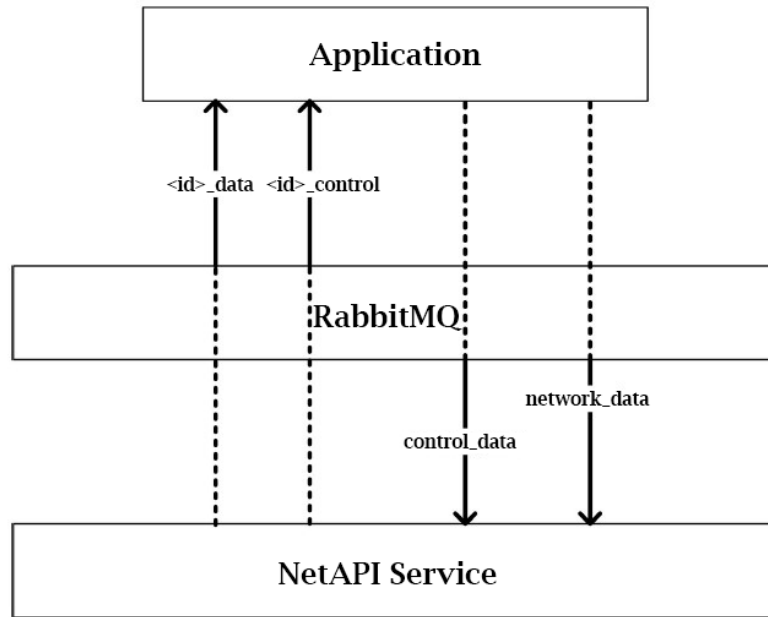 Application
<id>_data <id>_control
RabbitMQ
network_data
control_data
NetAPI Service